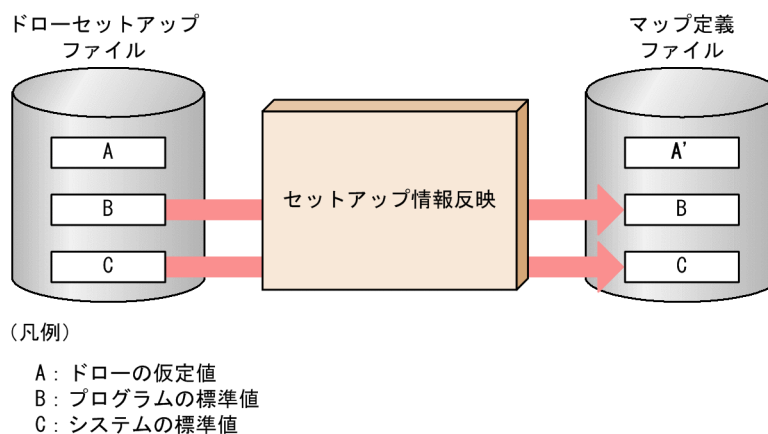 ドローセットアップ
ファイル
マップ定義
ファイル
A
A'
B
セットアップ情報反映
B
C
C
(凡例)
A:ドローの仮定値
B:プログラムの標準値
C:システムの標準値